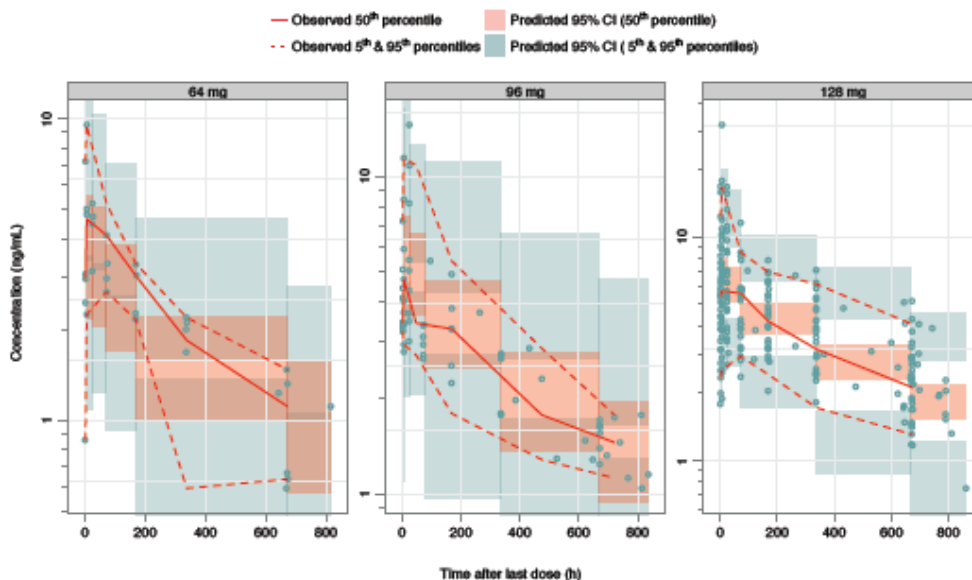 Observed 50th percentile
Predicted 95% CI (50th percentile)
Observed 5th & 95th percentiles
Predicted 95% CI ( 5th & 95th percentiles)
64 mg
96 mg
128 mg
Concentration (ng/mL)
10
1
10
1
10
1
0 200 400 600 800
0 200 400 600 800
0 200 400 600 800
Time after last dose (h)